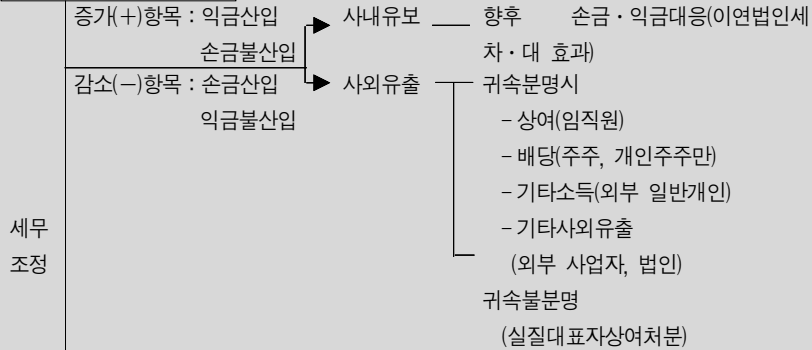 증가(+)항목 : 익금산입 사내유보 향후 손금·익금대응(이연법인세
손금불산입 차·대 효과)
감소(-)항목 : 손금산입 사외유출 귀속분명시
익금불산입 - 상여(임직원)
- 배당(주주, 개인주주만)
- 기타소득(외부 일반개인)
세무 - 기타사외유출
조정 (외부 사업자, 법인)
귀속불분명
(실질대표자상여처분)